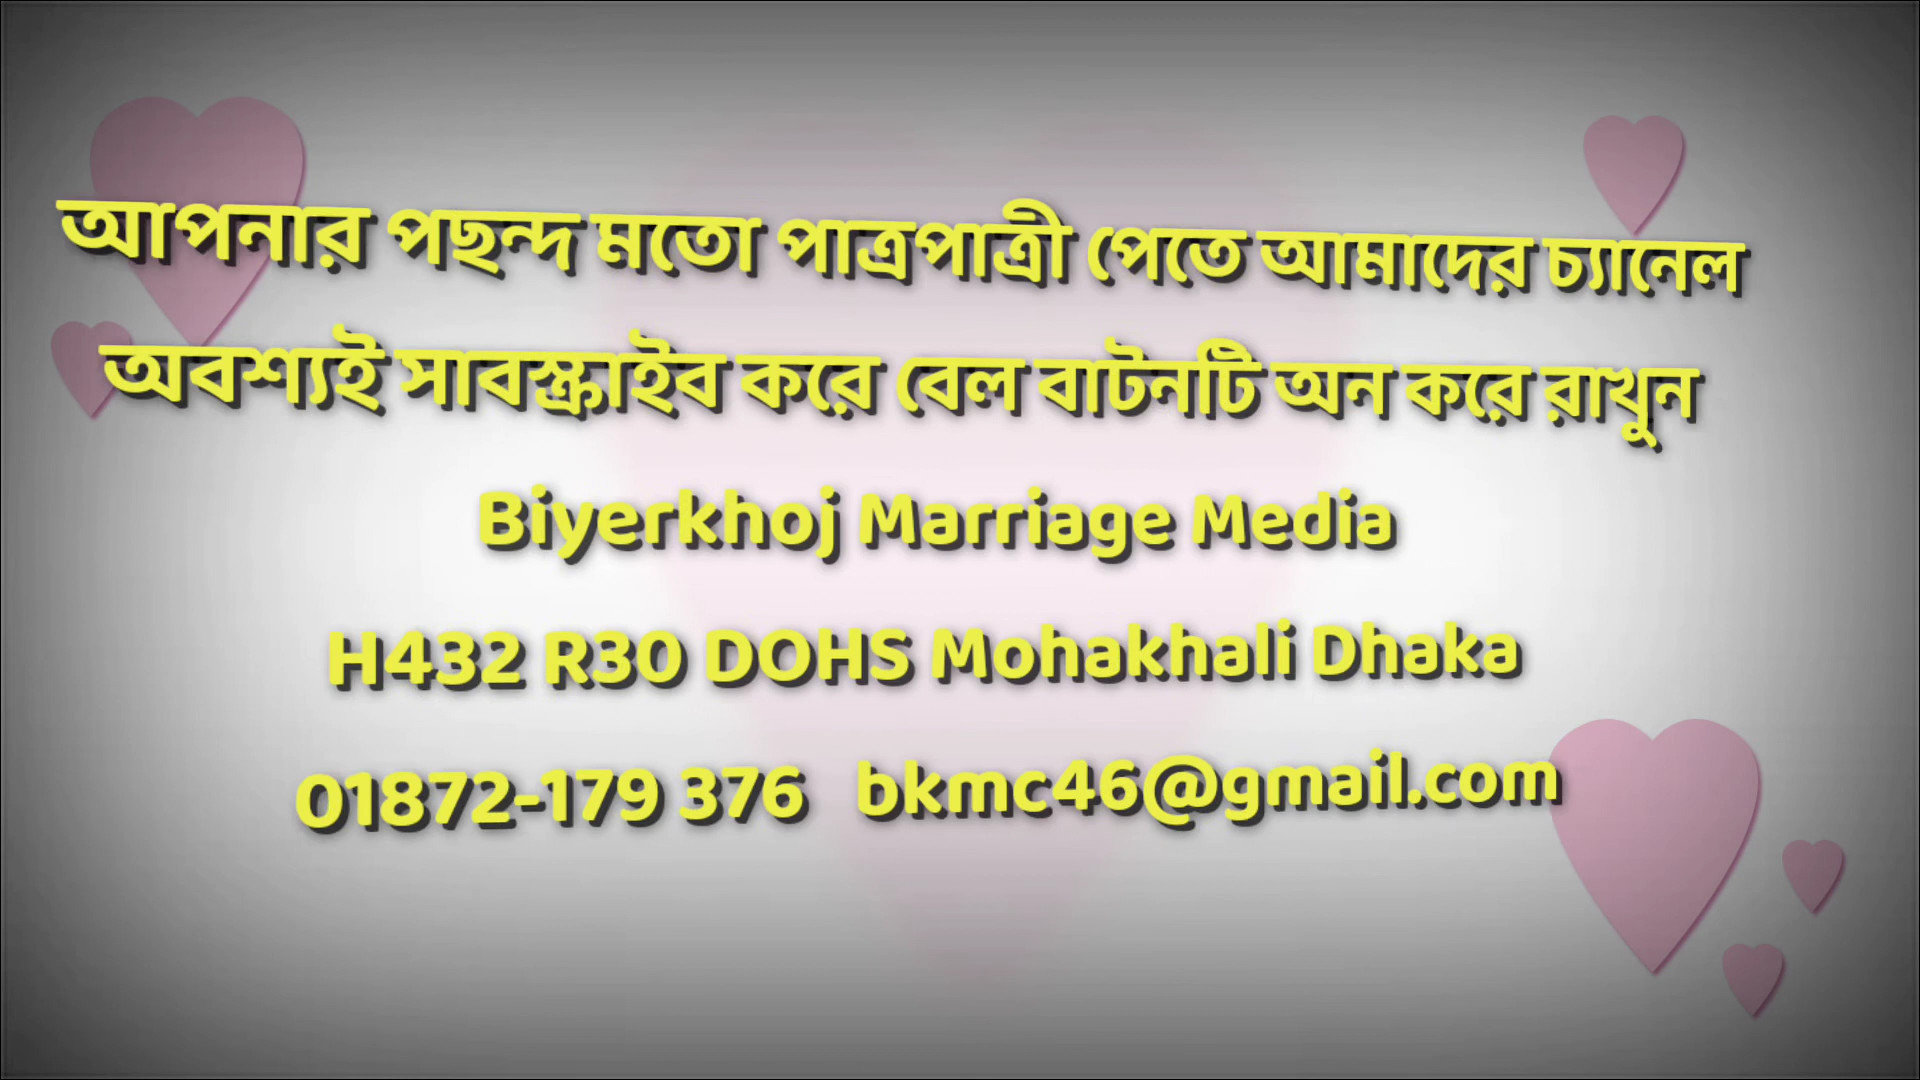 আপনার পছন্দ মতো পাত্রপাত্রী পেতে আমাদের চ্যানেল
অবশ্যই সাবস্ক্রাইব করে বেল বাটনটি অন করে রাখুন
Biyerkhoj Marriage Media
H432 R30 DOHS Mohakhali Dhaka
01872-179 376 bkmc46@gmail.com